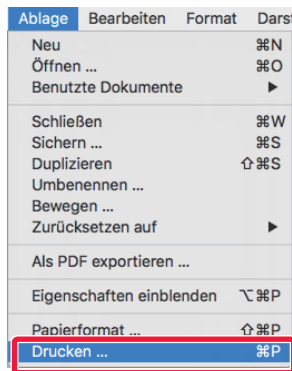 Ablage Bearbeiten Format Dars
Neu ⌘N
Öffnen ... ⌘O
Benutzte Dokumente ▶
Schließen ⌘W
Sichern ... ⌘S
Duplizieren ⇧⌘S
Umbenennen ...
Bewegen ...
Zurücksetzen auf ▶
Als PDF exportieren ...
Eigenschaften einblenden ⌥⌘P
Papierformat ... ⇧⌘P
Drucken ... ⌘P